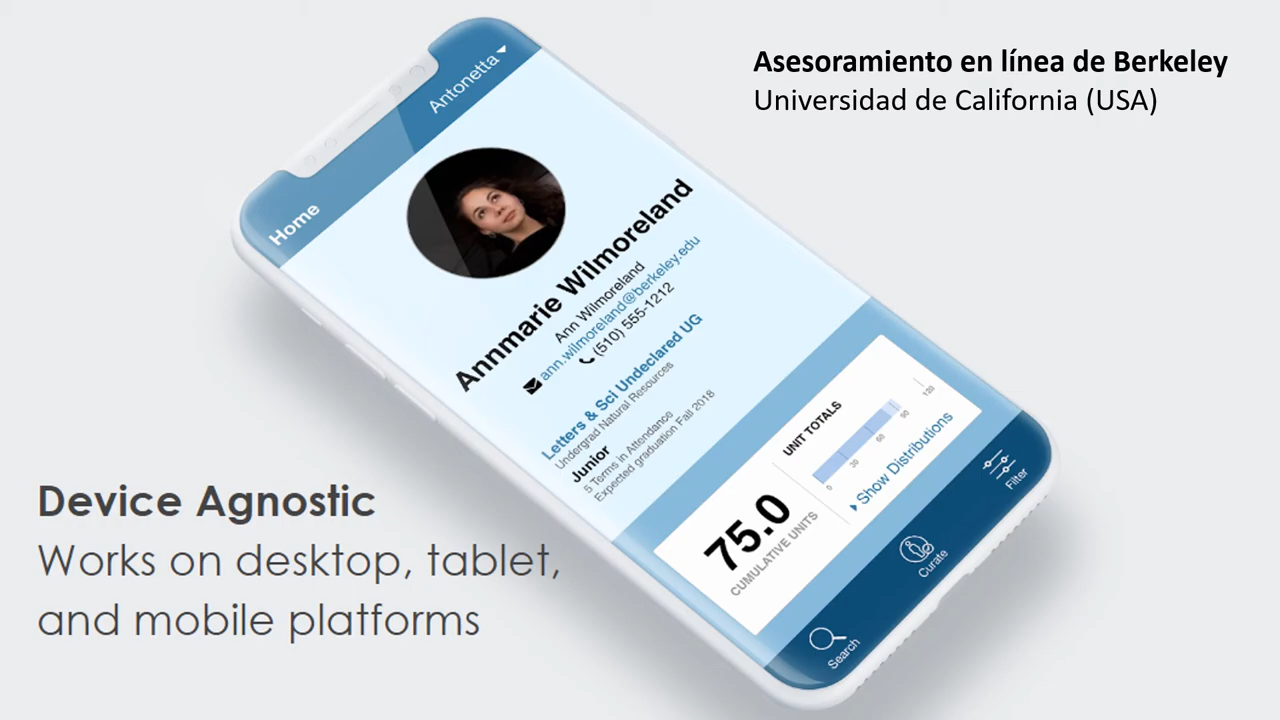 Asesoramiento en línea de Berkeley
Universidad de California (USA)
Home
Antonetta
Annmarie Wilmoreland
Ann Wilmoreland
ann.wilmoreland@berkeley.edu
(510) 555-1212
Letters & Sci Undeclared UG
Undergrad Natural Resources
Junior
5 Terms in Attendance
Expected graduation Fall 2018
75.0
CUMULATIVE UNITS
UNIT TOTALS
0 30 60 90 120
Show Distributions
Search
Curate
Filter
Device Agnostic
Works on desktop, tablet,
and mobile platforms